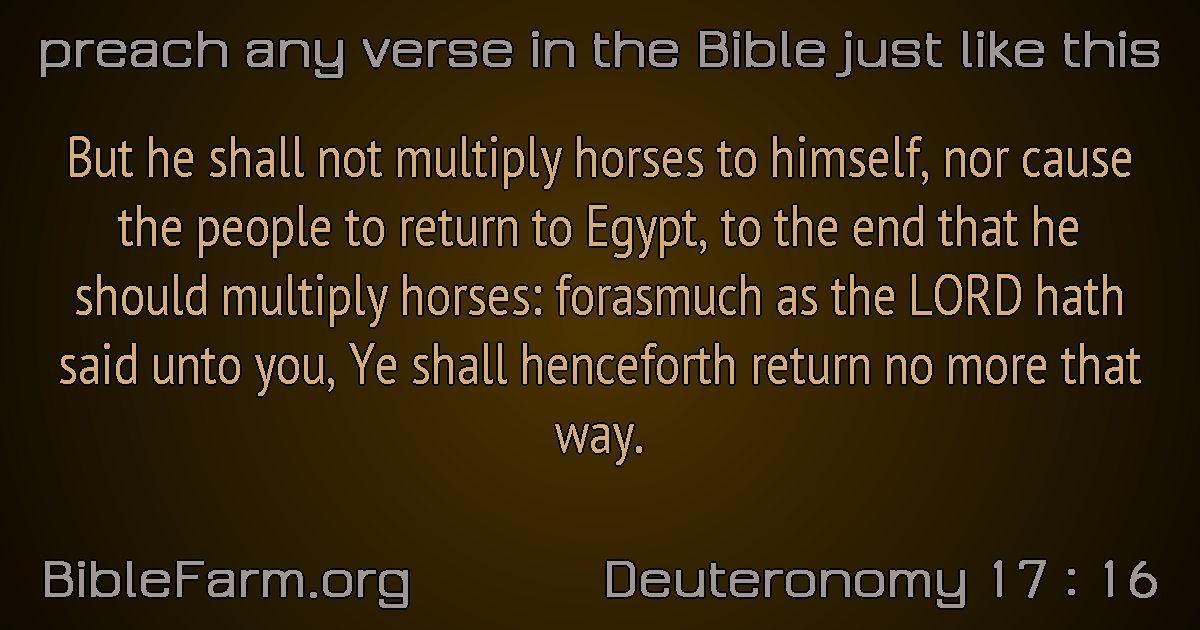 preach any verse in the Bible just like this
But he shall not multiply horses to himself, nor cause
the people to return to Egypt, to the end that he
should multiply horses: forasmuch as the LORD hath
said unto you, Ye shall henceforth return no more that
way.
BibleFarm.org
Deuteronomy 17 : 16